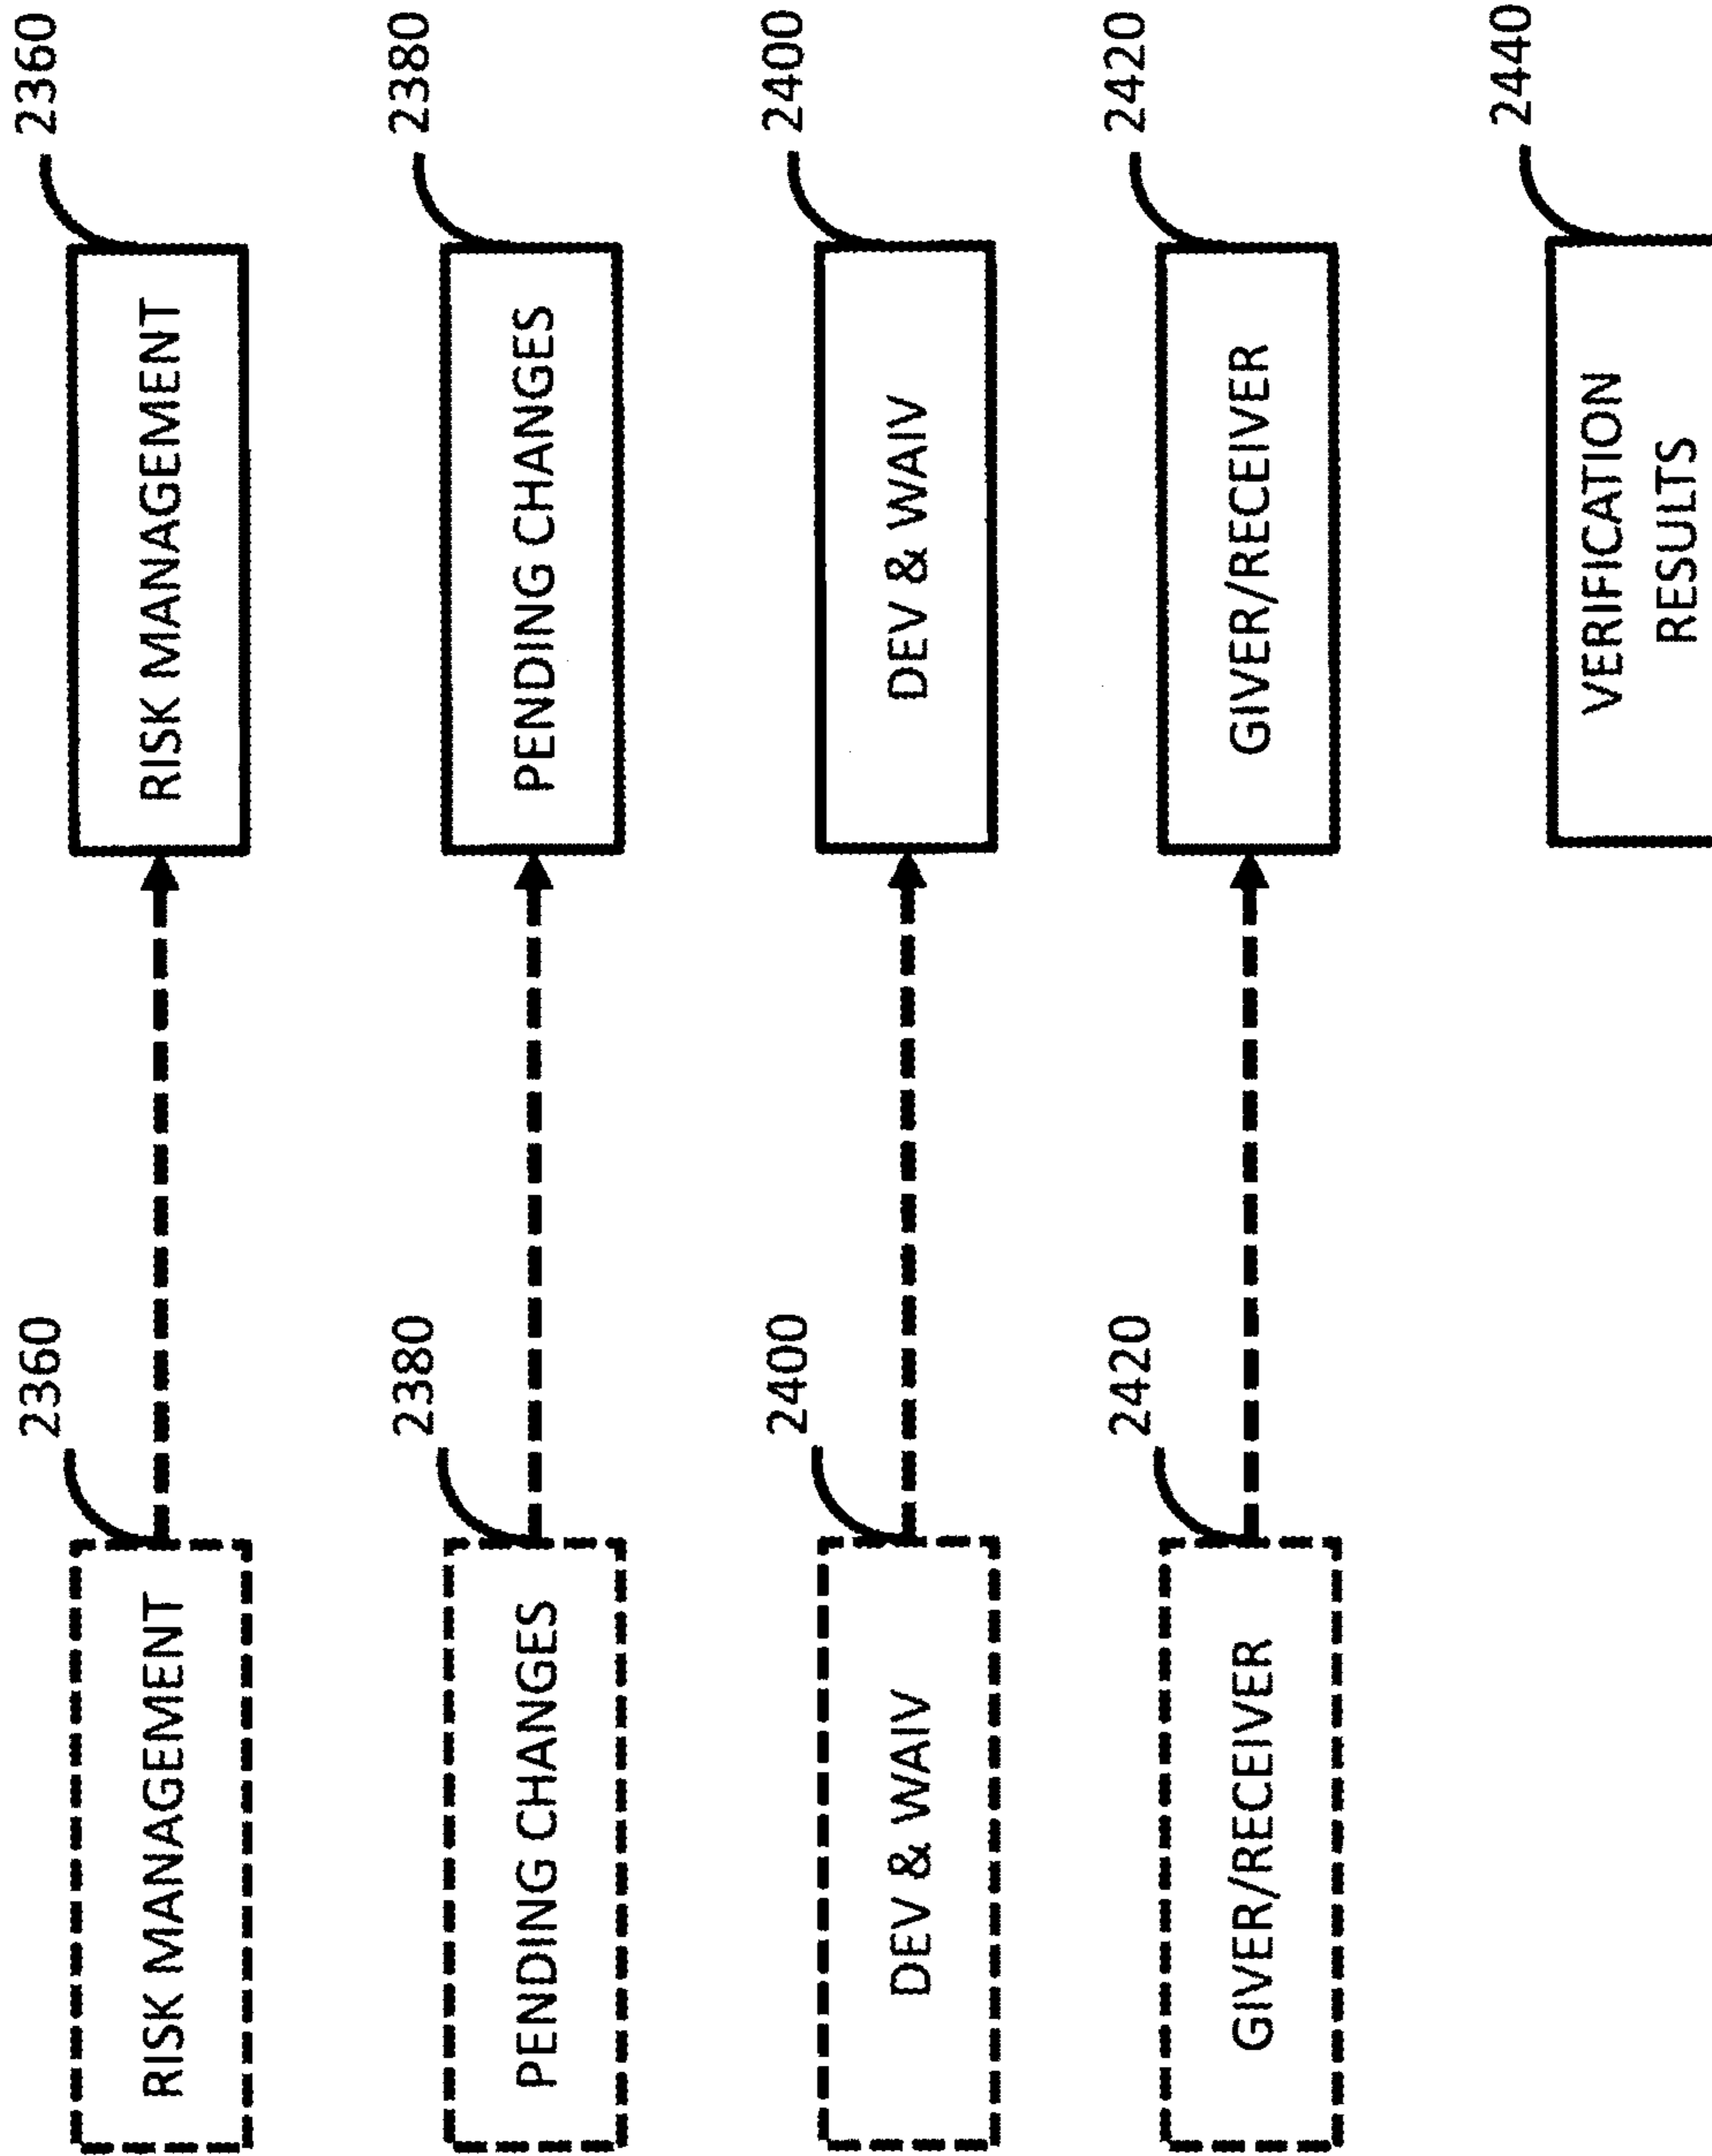 2360
RISK MANAGEMENT
2360
RISK MANAGEMENT
2380
PENDING CHANGES
2380
PENDING CHANGES
2400
DEV & WAIV
2400
DEV & WAIV
2420
GIVER/RECEIVER
2420
GIVER/RECEIVER
2440
VERIFICATION
RESULTS